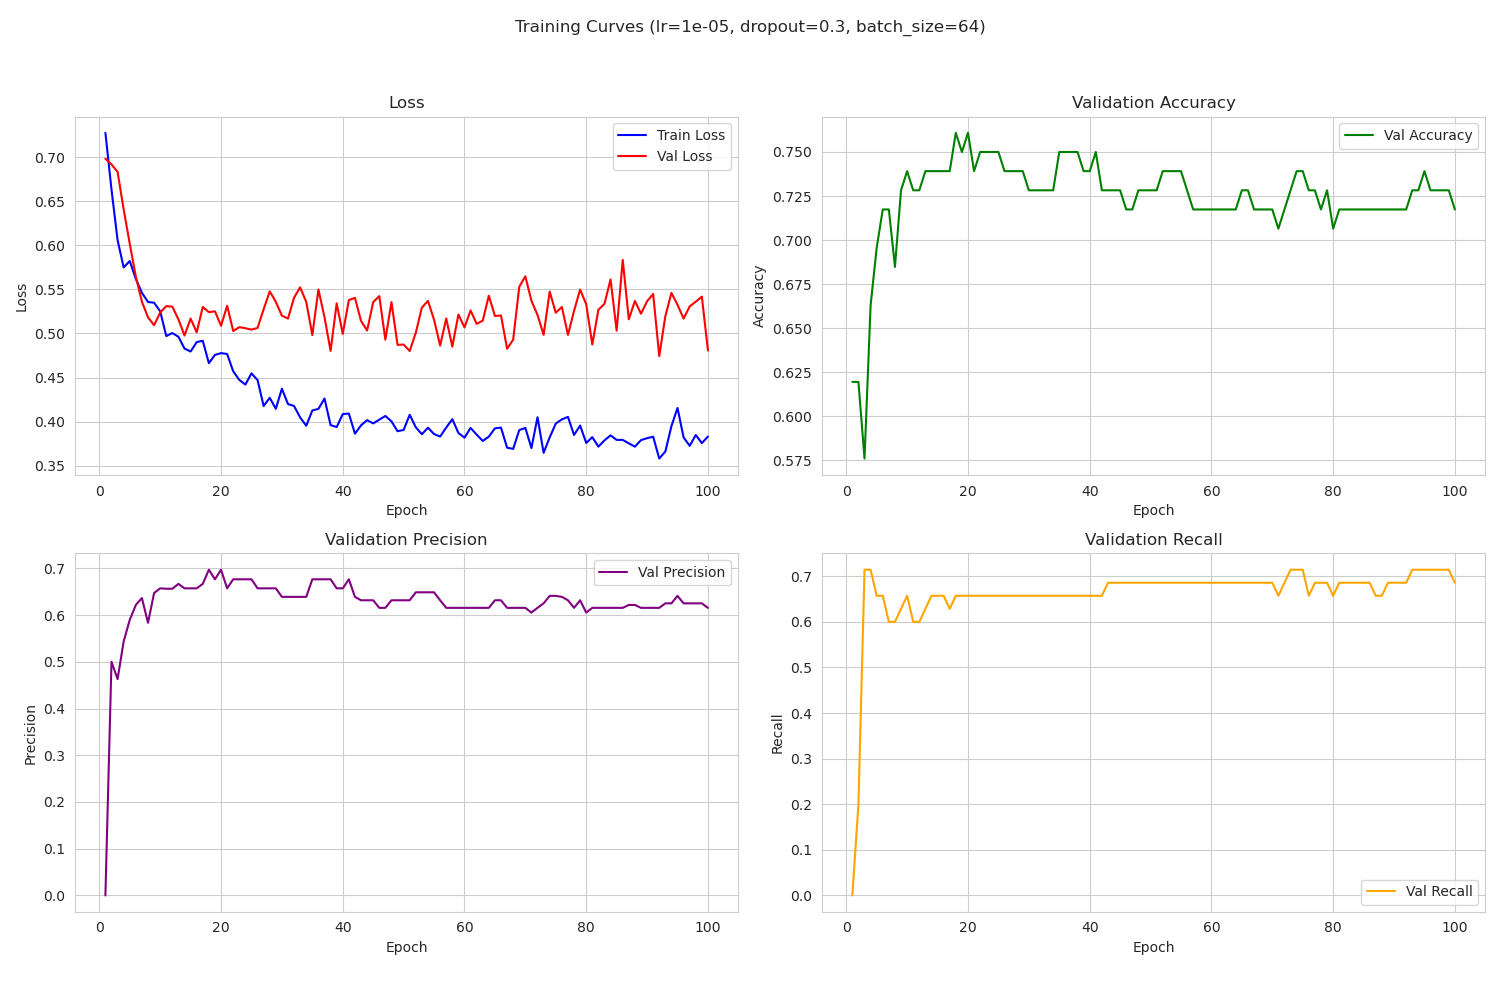 Training Curves (lr=1e-05, dropout=0.3, batch_size=64)
Loss
Train Loss
Val Loss
0.70
0.65
0.60
0.55
0.50
0.45
0.40
0.35
Loss
0 20 40 60 80 100
Epoch
Validation Accuracy
Val Accuracy
0.750
0.725
0.700
0.675
0.650
0.625
0.600
0.575
Accuracy
0 20 40 60 80 100
Epoch
Validation Precision
Val Precision
0.7
0.6
0.5
0.4
0.3
0.2
0.1
0.0
Precision
0 20 40 60 80 100
Epoch
Validation Recall
0.7
0.6
0.5
0.4
0.3
0.2
0.1
0.0
Recall
Val Recall
0 20 40 60 80 100
Epoch